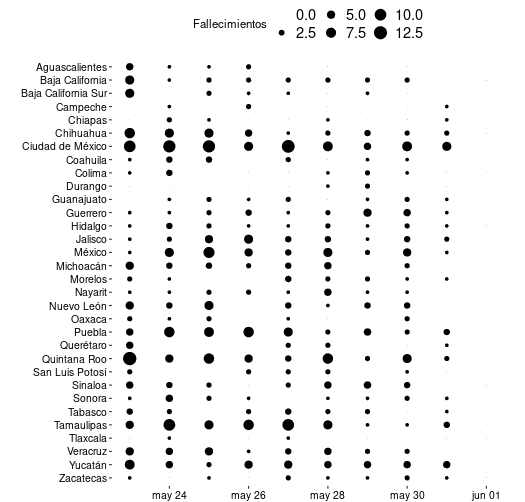 Fallecimientos
0.0 5.0 10.0
2.5 7.5 12.5
Aguascalientes
Baja California
Baja California Sur
Campeche
Chiapas
Chihuahua
Ciudad de México
Coahuila
Colima
Durango
Guanajuato
Guerrero
Hidalgo
Jalisco
México
Michoacán
Morelos
Nayarit
Nuevo León
Oaxaca
Puebla
Querétaro
Quintana Roo
San Luis Potosí
Sinaloa
Sonora
Tabasco
Tamaulipas
Tlaxcala
Veracruz
Yucatán
Zacatecas
may 24 may 26 may 28 may 30 jun 01